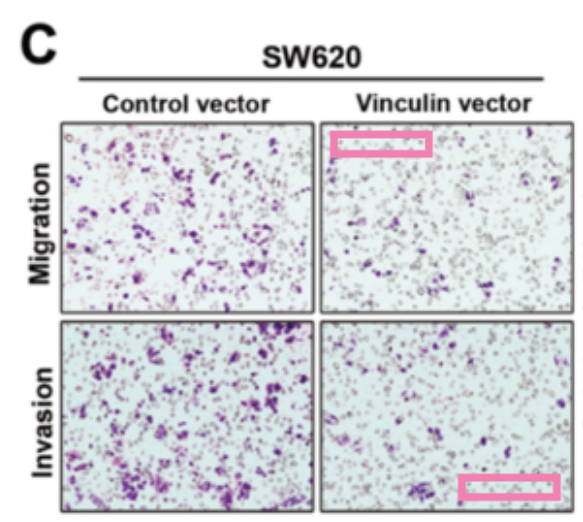 C
SW620
Control vector
Vinculin vector
Migration
Invasion